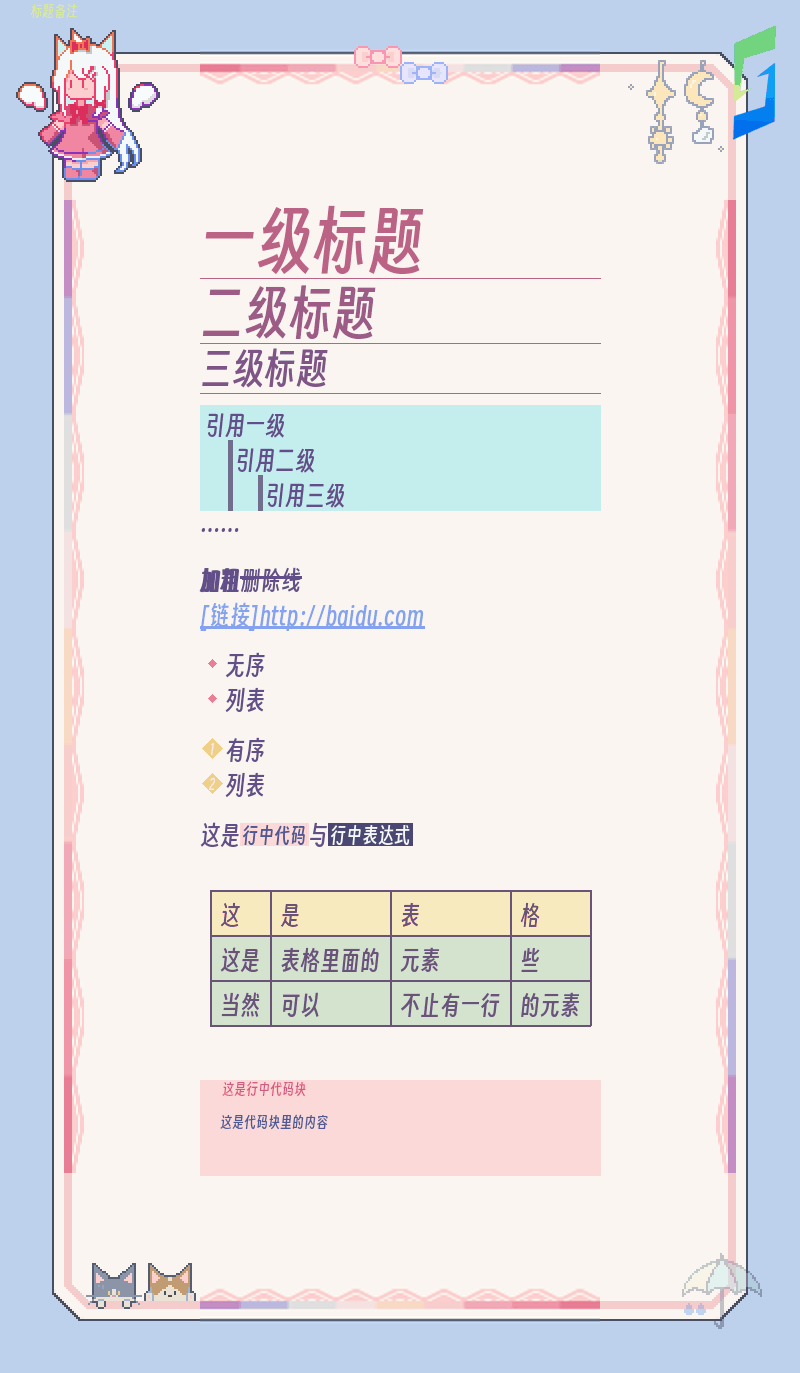 标题备注
一级标题
二级标题
三级标题
引用一级
引用二级
引用三级
······
加粗删除线
[链接]http://baidu.com
无序
列表
1 有序
2 列表
这是行中代码与行中表达式
这 是 表 格
这是 表格里面的 元素 些
当然 可以 不止有一行 的元素
这是行中代码块
这是代码块里的内容